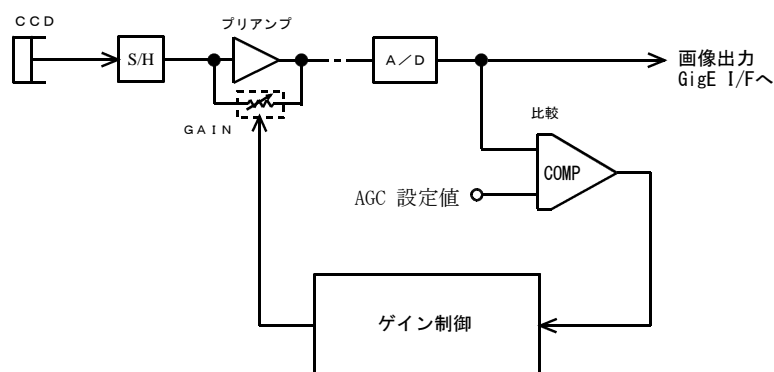 ＣＣＤ
プリアンプ
S/H
Ａ／Ｄ
画像出力
GigE I/Fへ
ＧＡＩＮ
比較
COMP
AGC 設定値
ゲイン制御